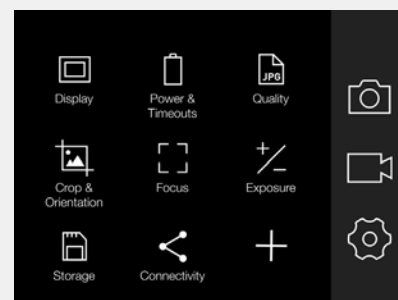 JPG
Display
Power &
Timeouts
Quality
Crop &
Orientation
Focus
Exposure
Storage
Connectivity